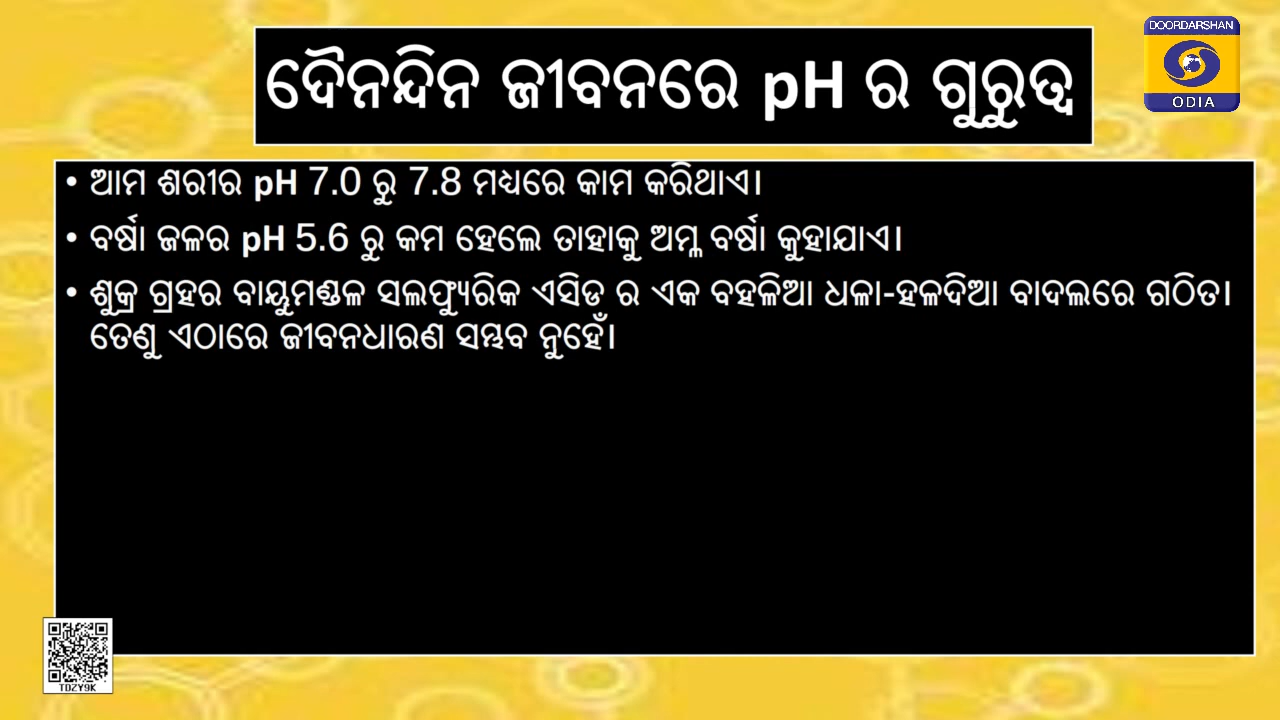 ଦୈନନ୍ଦିନ ଜୀବନରେ pH ର ଗୁରୁତ୍ୱ
DOORDARSHAN
ODIA
• ଆମ ଶରୀର pH 7.0 ରୁ 7.8 ମଧ୍ୟରେ କାମ କରିଥାଏ।
• ବର୍ଷା ଜଳର pH 5.6 ରୁ କମ ହେଲେ ତାହାକୁ ଅମ୍ଳ ବର୍ଷା କୁହାଯାଏ।
• ଶୁକ୍ର ଗ୍ରହର ବାୟୁମଣ୍ଡଳ ସଲଫ୍ୟୁରିକ ଏସିଡ ର ଏକ ବହଳିଆ ଧଳା-ହଳଦିଆ ବାଦଲରେ ଗଠିତ।
ତେଣୁ ଏଠାରେ ଜୀବନଧାରଣ ସମ୍ଭବ ନୁହେଁ।
TDZY9K